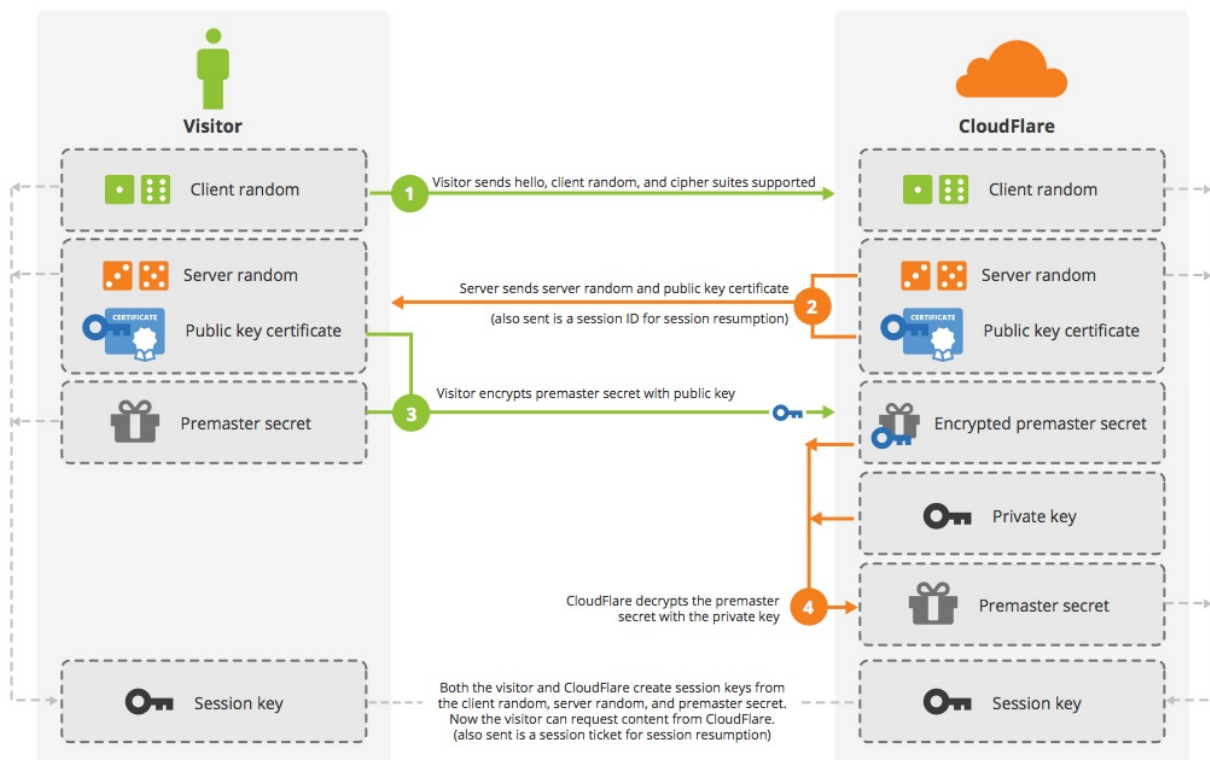 Visitor
CloudFlare
Client random
1
Visitor sends hello, client random, and cipher suites supported
Client random
Server random
Server sends server random and public key certificate
(also sent is a session ID for session resumption)
2
Server random
CERTIFICATE
Public key certificate
CERTIFICATE
Public key certificate
Premaster secret
3
Visitor encrypts premaster secret with public key
Encrypted premaster secret
Private key
CloudFlare decrypts the premaster
secret with the private key
4
Premaster secret
Session key
Both the visitor and CloudFlare create session keys from
the client random, server random, and premaster secret.
Now the visitor can request content from CloudFlare.
(also sent is a session ticket for session resumption)
Session key